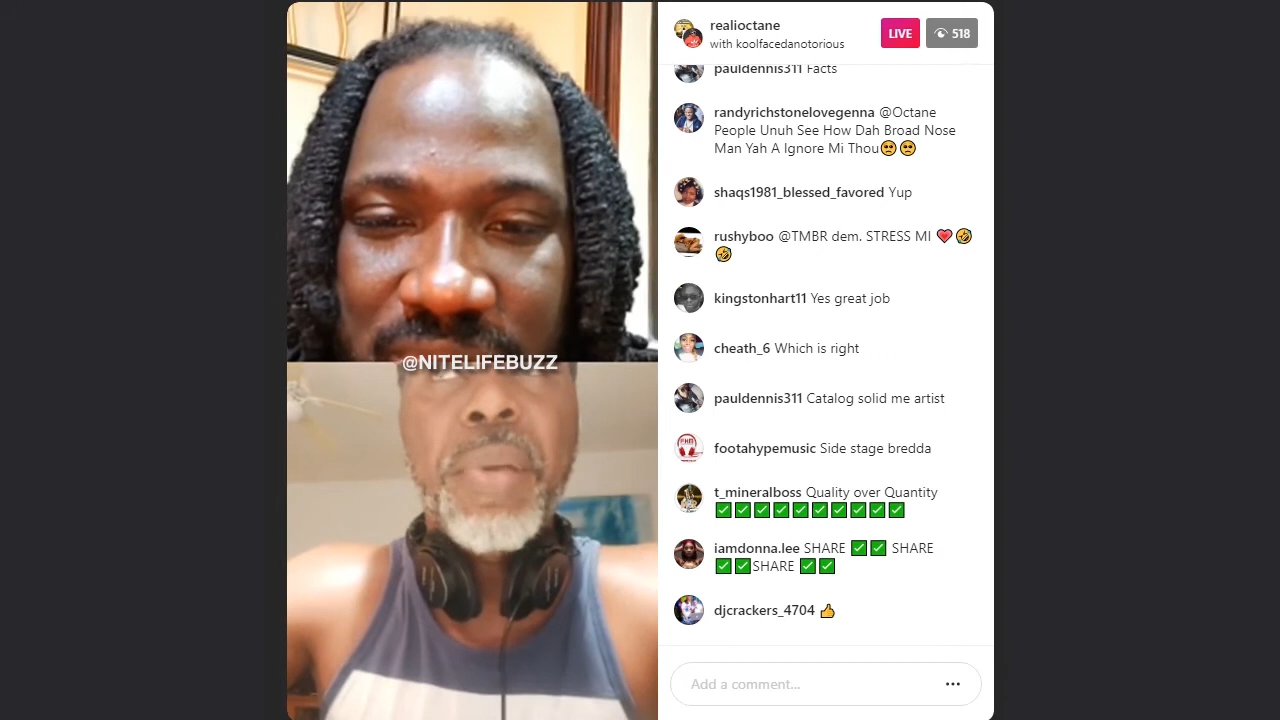 realioctane
with koolfacedanotorious
LIVE
518
pauldennis311 Facts
randyrichstonelovegenna @Octane
People Unuh See How Dah Broad Nose
Man Yah A Ignore Mi Thou🥺🥺
shaqs1981_blessed_favored Yup
rushyboo @TMBR dem. STRESS MI ❤️🤣
🤣
kingstonhart11 Yes great job
cheath_6 Which is right
pauldennis311 Catalog solid me artist
footahypemusic Side stage bredda
t_mineralboss Quality over Quantity
✅✅✅✅✅✅✅✅✅✅
iamdonna.lee SHARE ✅✅ SHARE
✅✅SHARE ✅✅
djcrackers_4704 👍
Add a comment...
@NITELIFEBUZZ